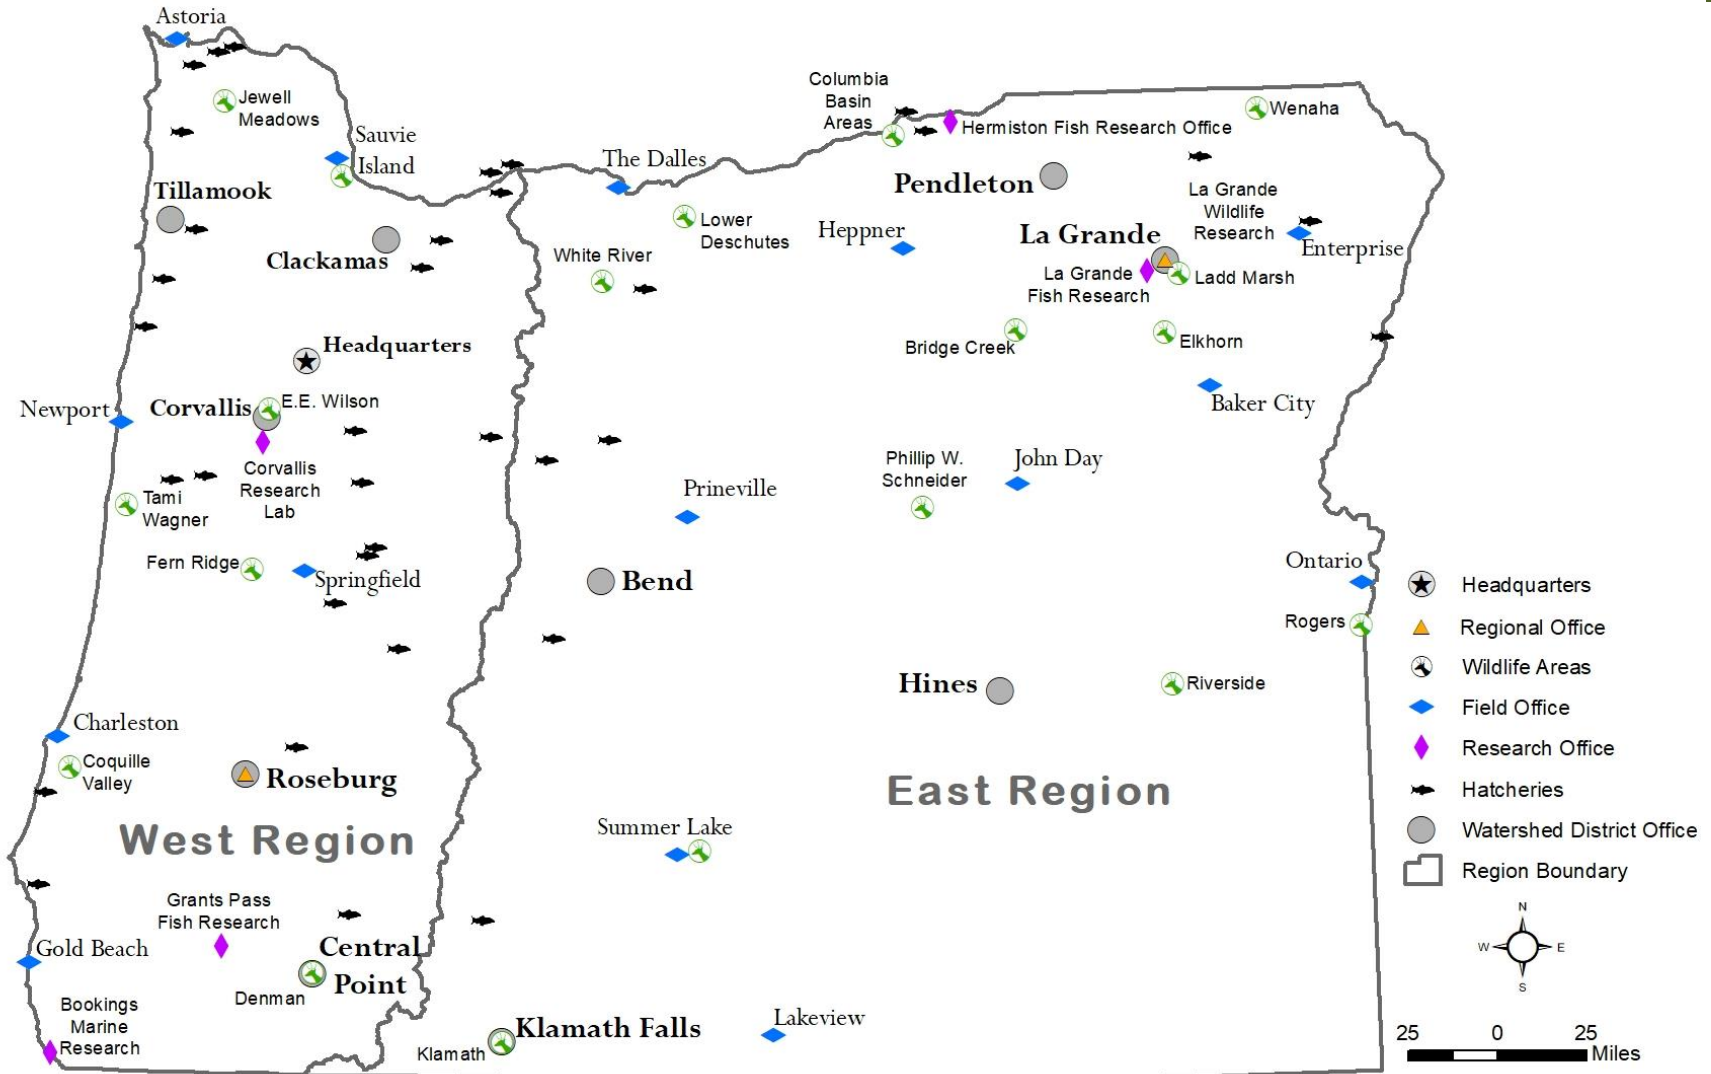 Astoria
Jewell
Meadows
Sauvie
Island
Tillamook
Clackamas
Headquarters
Corvallis
E.E. Wilson
Newport
Corvallis
Research
Lab
Tami
Wagner
Fern Ridge
Springfield
Charleston
Coquille
Valley
Roseburg
West Region
Grants Pass
Fish Research
Gold Beach
Central
Point
Denman
Bookings
Marine
Research
Columbia
Basin
Areas
Hermiston Fish Research Office
Wenaha
The Dalles
Pendleton
La Grande
Wildlife
Research
Lower
Deschutes
Heppner
La Grande
Enterprise
White River
La Grande
Fish Research
Ladd Marsh
Bridge Creek
Elkhorn
Baker City
Phillip W.
Schneider
John Day
Prineville
Ontario
Bend
Rogers
Hines
Riverside
East Region
Summer Lake
Klamath Falls
Klamath
Lakeview
Headquarters
Regional Office
Wildlife Areas
Field Office
Research Office
Hatcheries
Watershed District Office
Region Boundary
N
W
E
S
25
0
25
Miles